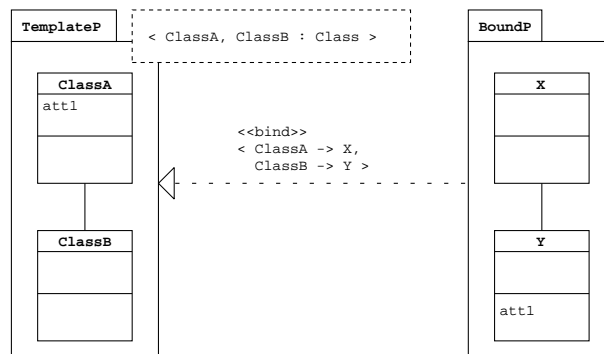 TemplateP
< ClassA, ClassB : Class >
BoundP
ClassA
att1
<<bind>>
< ClassA -> X,
ClassB -> Y >
ClassB
X
Y
att1